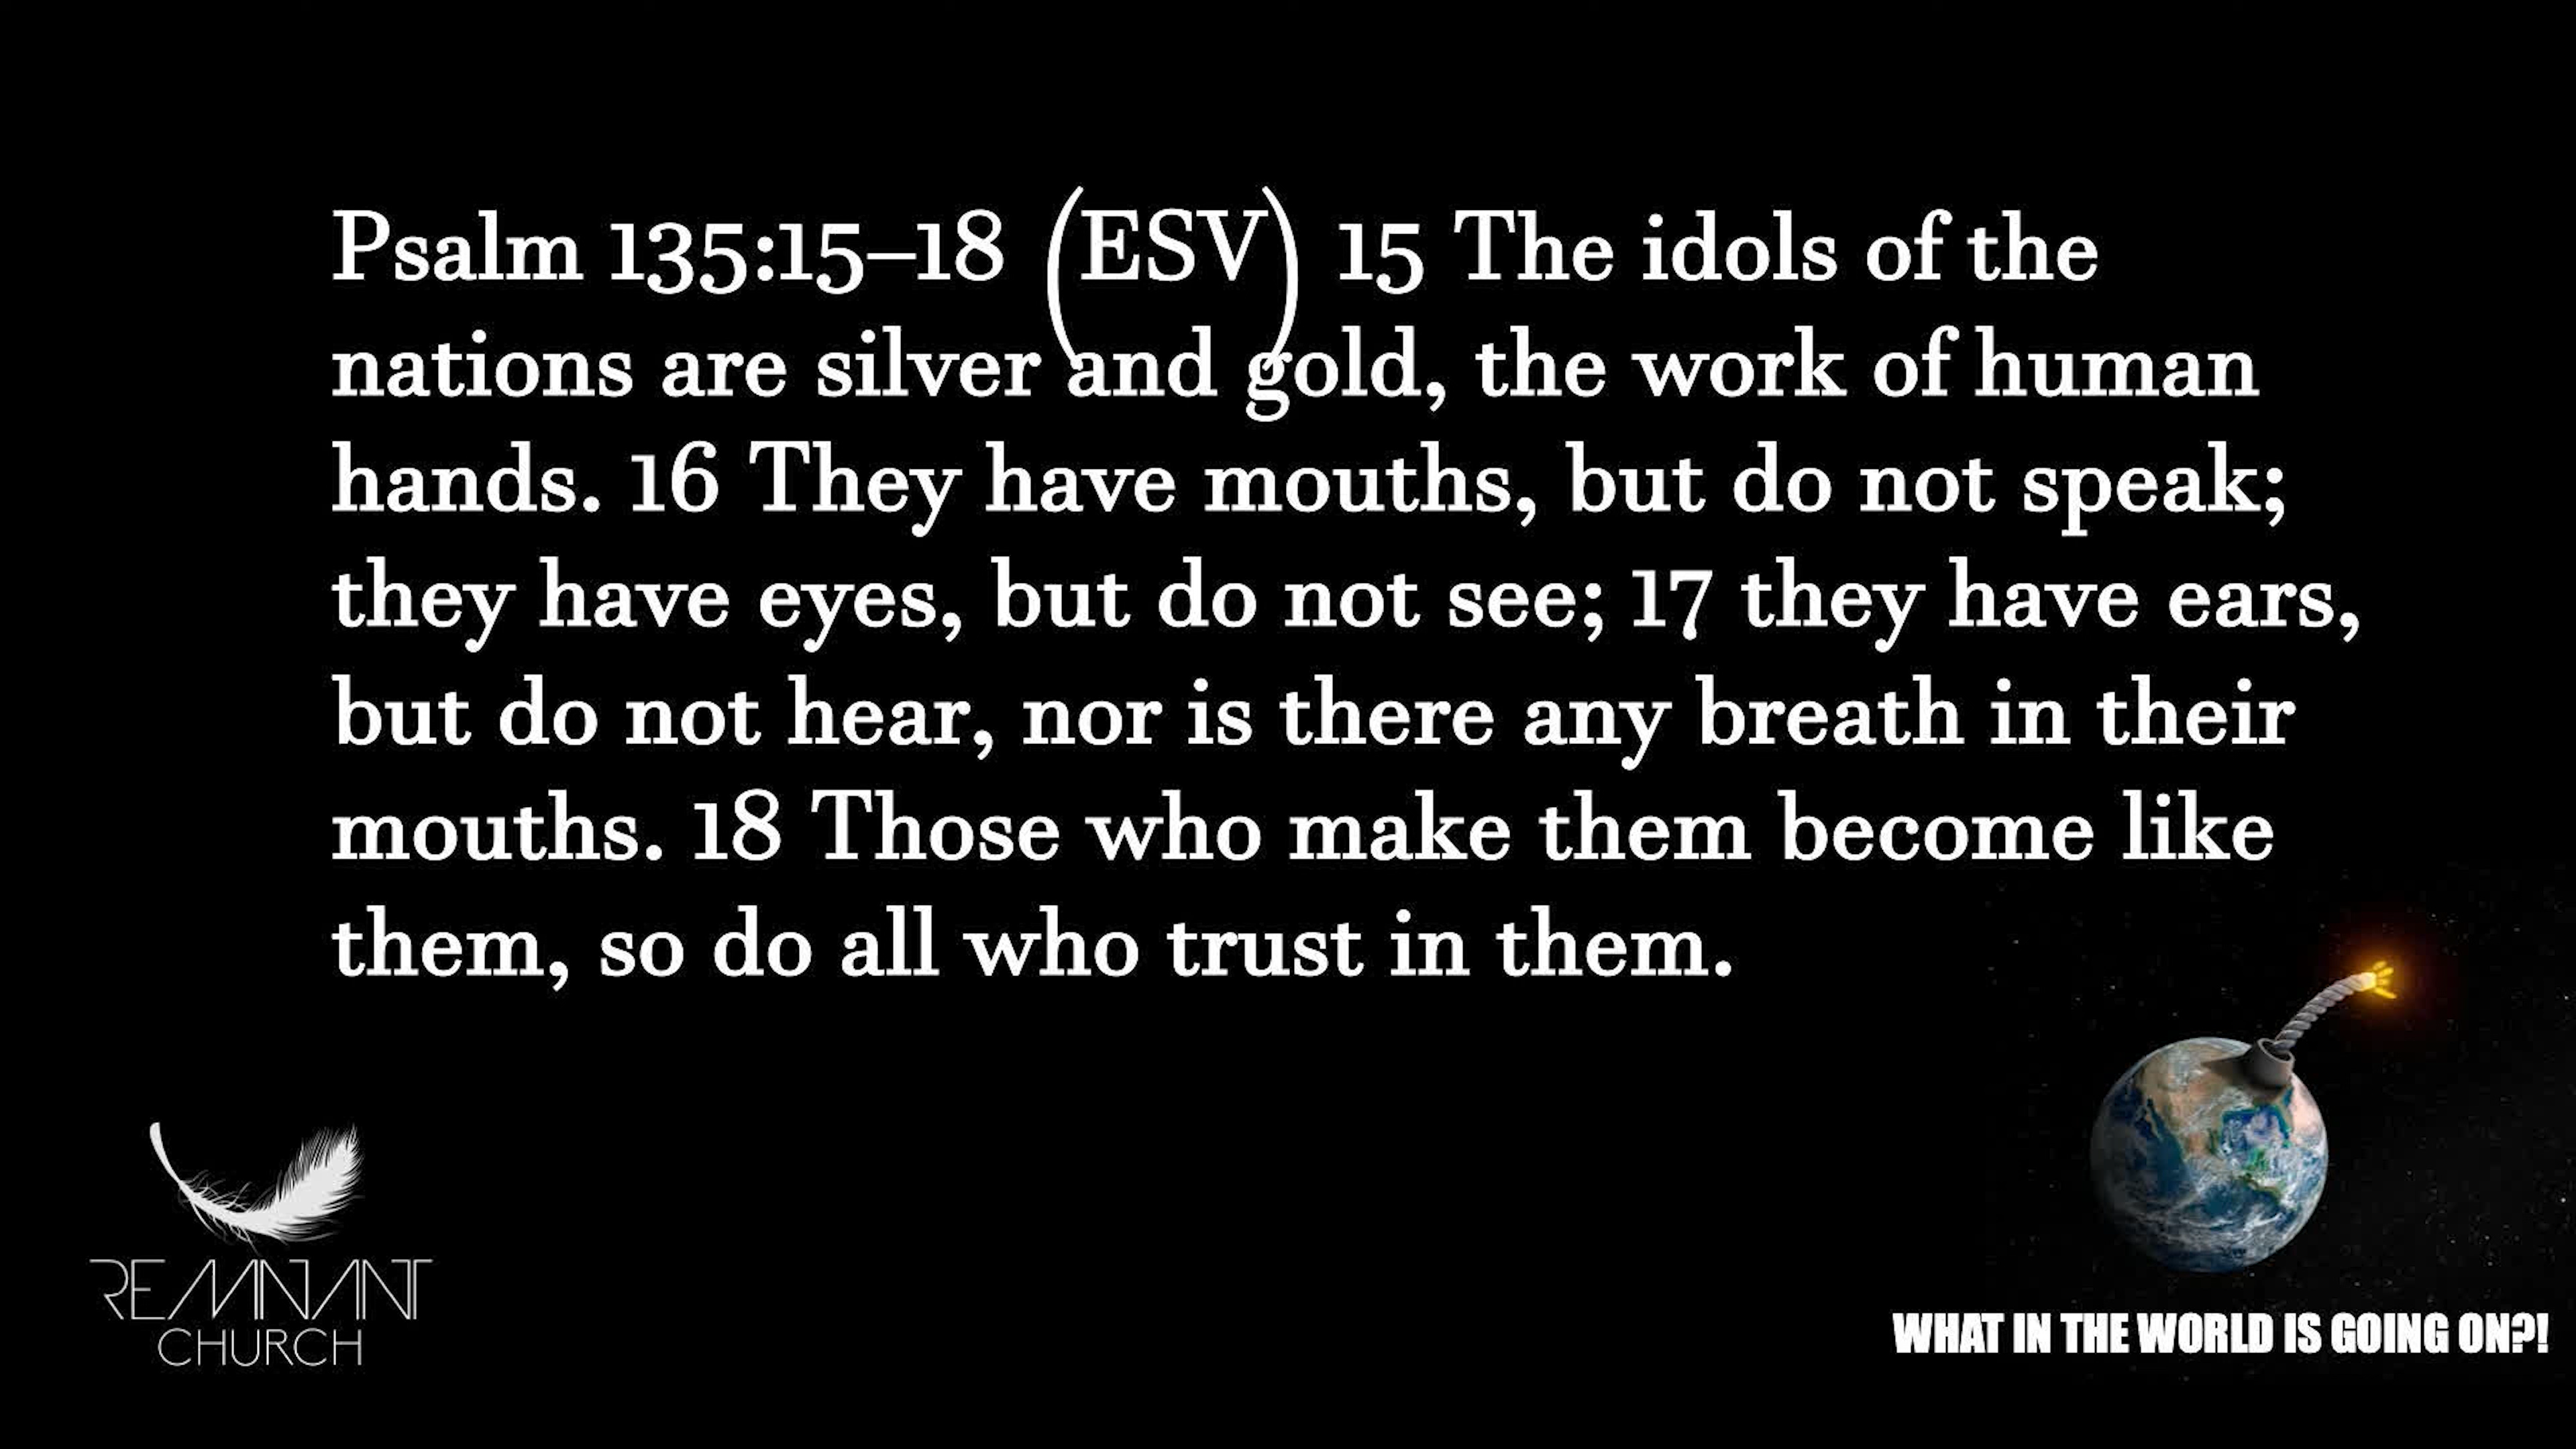 Psalm 135:15–18 (ESV) 15 The idols of the
nations are silver and gold, the work of human
hands. 16 They have mouths, but do not speak;
they have eyes, but do not see; 17 they have ears,
but do not hear, nor is there any breath in their
mouths. 18 Those who make them become like
them, so do all who trust in them.
REMNANT
CHURCH
WHAT IN THE WORLD IS GOING ON?!